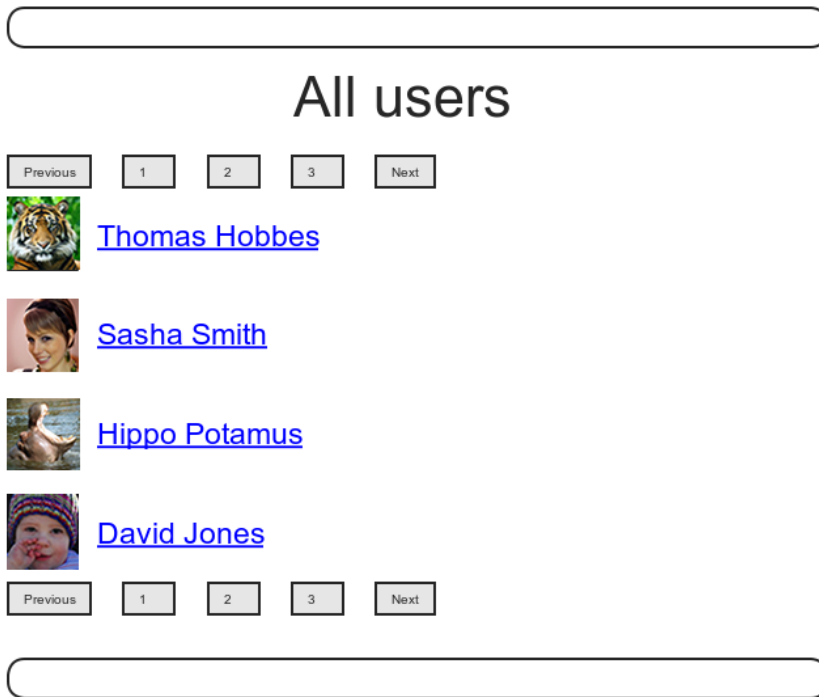 All users
Previous 1 2 3 Next
Thomas Hobbes
Sasha Smith
Hippo Potamus
David Jones
Previous 1 2 3 Next